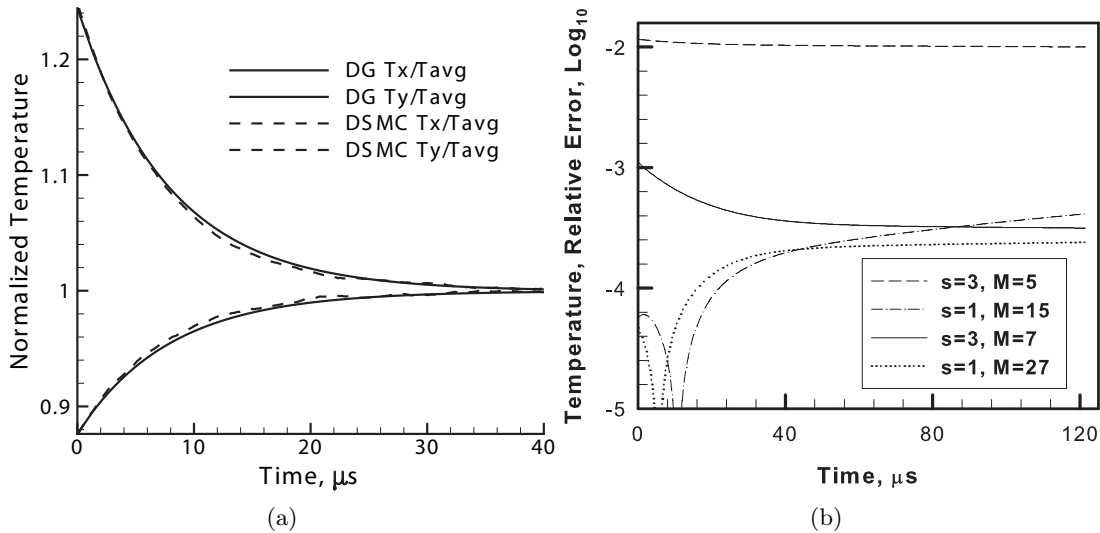 Normalized Temperature
1.2
1.1
1
0.9
0
10
20
30
40
Time, μs
DG Tx/Tavg
DG Ty/Tavg
DSMC Tx/Tavg
DSMC Ty/Tavg
(a)
Temperature, Relative Error, Log10
-2
-3
-4
-5
0
40
80
120
Time, μs
s=3, M=5
s=1, M=15
s=3, M=7
s=1, M=27
(b)